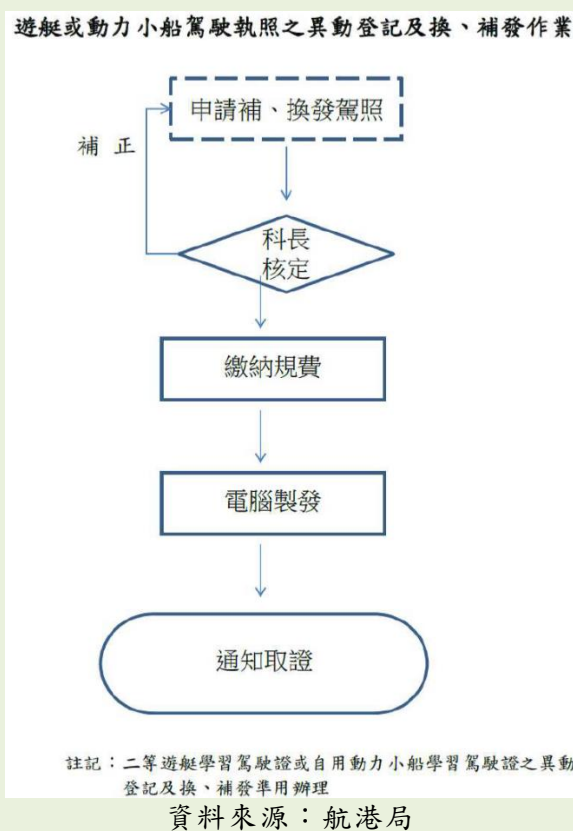 遊艇或動力小船駕駛執照之異動登記及換、補發作業
申請補、換發駕照
補 正
科長
核定
繳納規費
電腦製發
通知取證
註記：二等遊艇學習駕駛證或自用動力小船學習駕駛證之異動
登記及換、補發準用辦理
資料來源：航港局